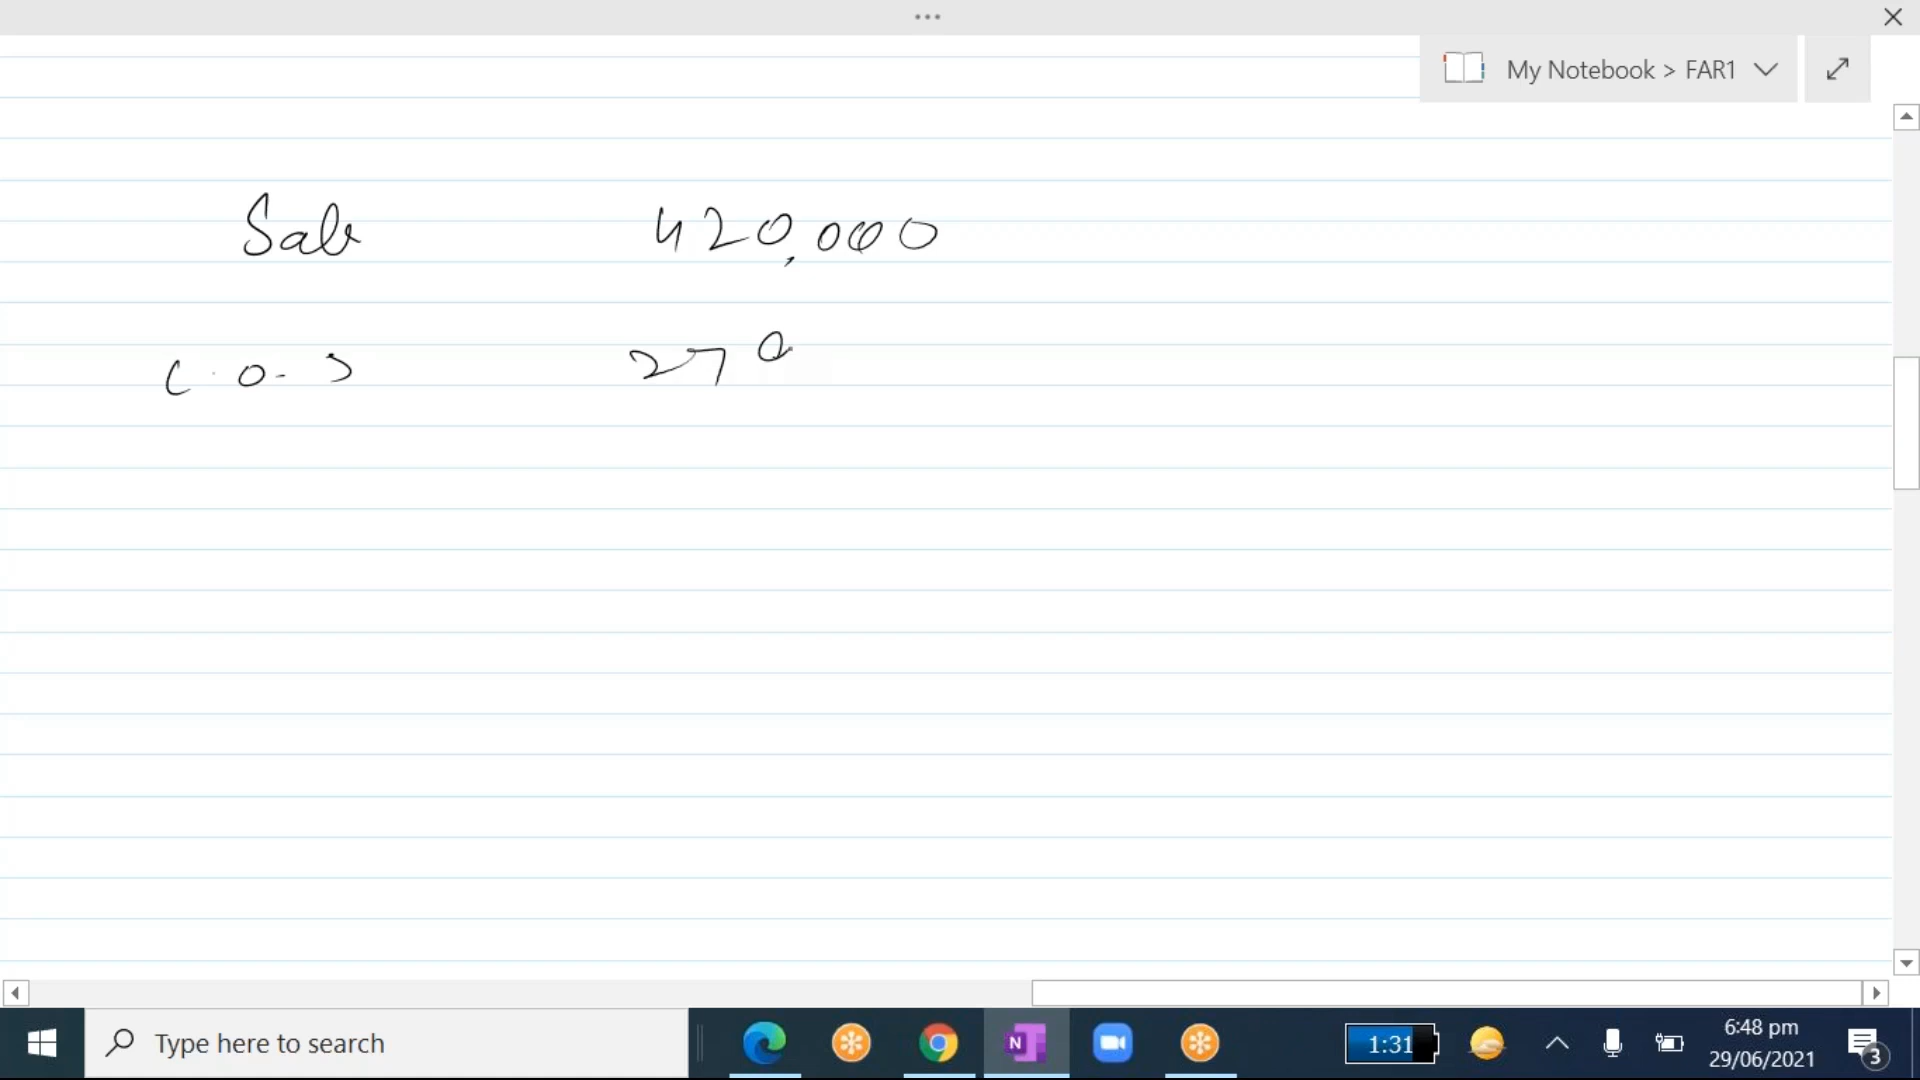 My Notebook > FAR1
Sale 420,000
C.O.S 270
Type here to search
N
1:31
6:48 pm
29/06/2021
3